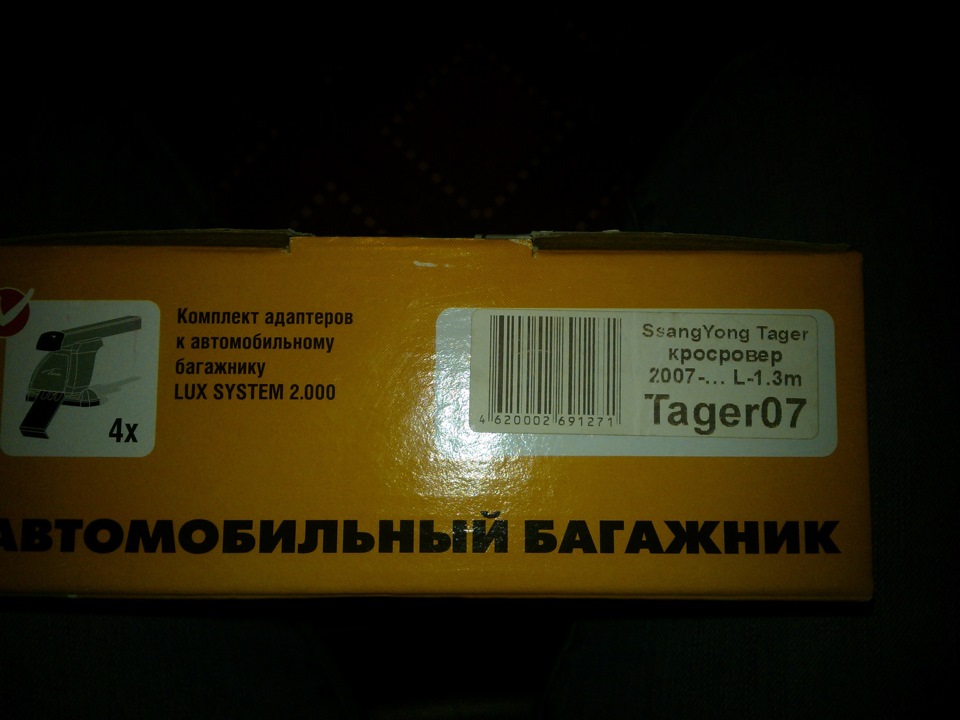 Комплект адаптеров
к автомобильному
багажнику
LUX SYSTEM 2.000
4x
SsangYong Tager
кросровер
2007-... L-1.3m
Tager07
4 620002 691271
АВТОМОБИЛЬНЫЙ БАГАЖНИК